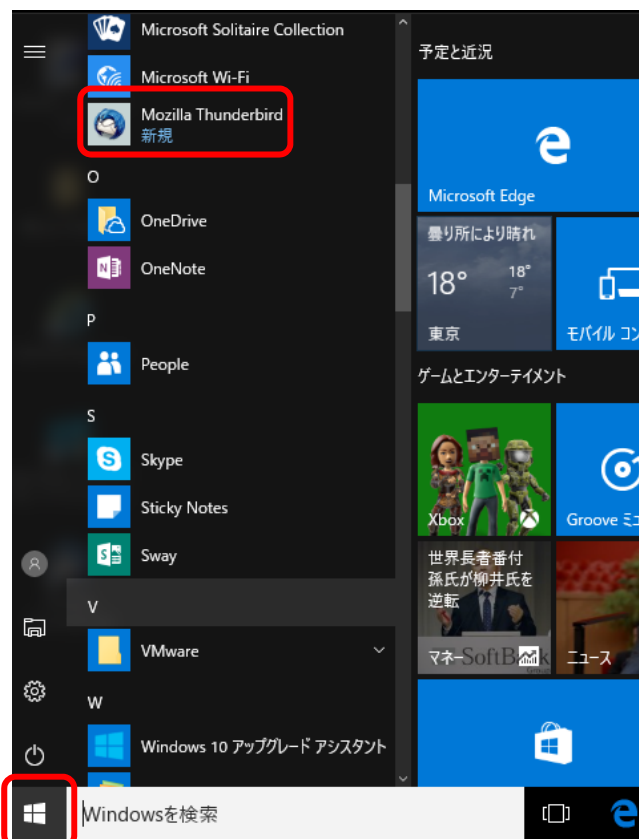 Microsoft Solitaire Collection
Microsoft Wi-Fi
Mozilla Thunderbird
新規
O
OneDrive
OneNote
P
People
S
Skype
Sticky Notes
Sway
V
VMware
W
Windows 10 アップグレード アシスタント
Windowsを検索
予定と近況
Microsoft Edge
曇り所により晴れ
18°
18°
7°
東京
モバイル コン
ゲームとエンターテイメント
Xbox
Groove ミュ
世界長者番付
孫氏が柳井氏を
逆転
マネー
SoftBank
ニュース